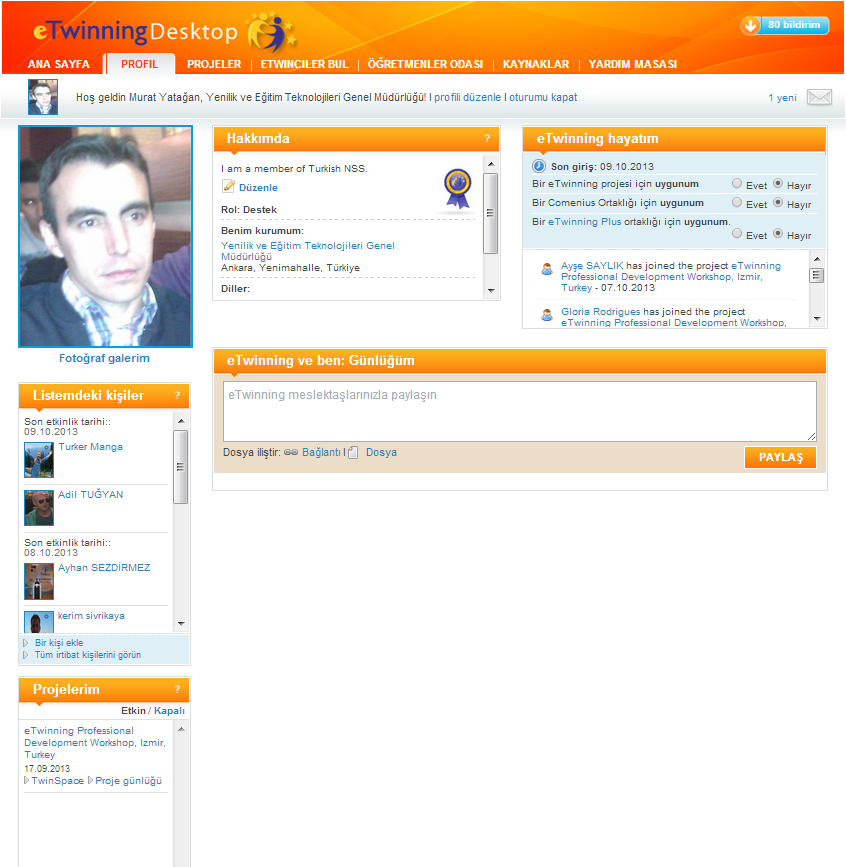 eTwinningDesktop
80 bildirim
ANA SAYFA
PROFIL
PROJELER
ETWINCILER BUL
ÖĞRETMENLER ODASI
KAYNAKLAR
YARDIM MASASI
Hoş geldin Murat Yatağan, Yenilik ve Eğitim Teknolojileri Genel Müdürlüğü! I profili düzenle I oturumu kapat
1 yeni
Fotoğraf galerim
Hakkımda ?
I am a member of Turkish NSS.
Düzenle
Rol: Destek
Benim kurumum:
Yenilik ve Eğitim Teknolojileri Genel
Müdürlüğü
Ankara, Yenimahalle, Türkiye
Diller:
eTwinning hayatım
Son giriş: 09.10.2013
Bir eTwinning projesi için uygunum Evet Hayır
Bir Comenius Ortaklığı için uygunum Evet Hayır
Bir eTwinning Plus ortaklığı için uygunum.
Evet Hayır
Ayşe SAYLIK has joined the project eTwinning
Professional Development Workshop, Izmir,
Turkey - 07.10.2013
Gloria Rodrigues has joined the project
eTwinning Professional Development Workshop,
eTwinning ve ben: Günlüğüm
eTwinning meslektaşlarınızla paylaşın
Dosya iliştir: Bağlantı I Dosya
PAYLAŞ
Listemdeki kişiler ?
Son etkinlik tarihi::
09.10.2013
Turker Manga
Adil TUĞYAN
Son etkinlik tarihi::
08.10.2013
Ayhan SEZDİRMEZ
kerim sivrikaya
Bir kişi ekle
Tüm irtibat kişilerini görün
Projelerim ?
Etkin / Kapalı
eTwinning Professional
Development Workshop, Izmir,
Turkey
17.09.2013
TwinSpace Proje günlüğü